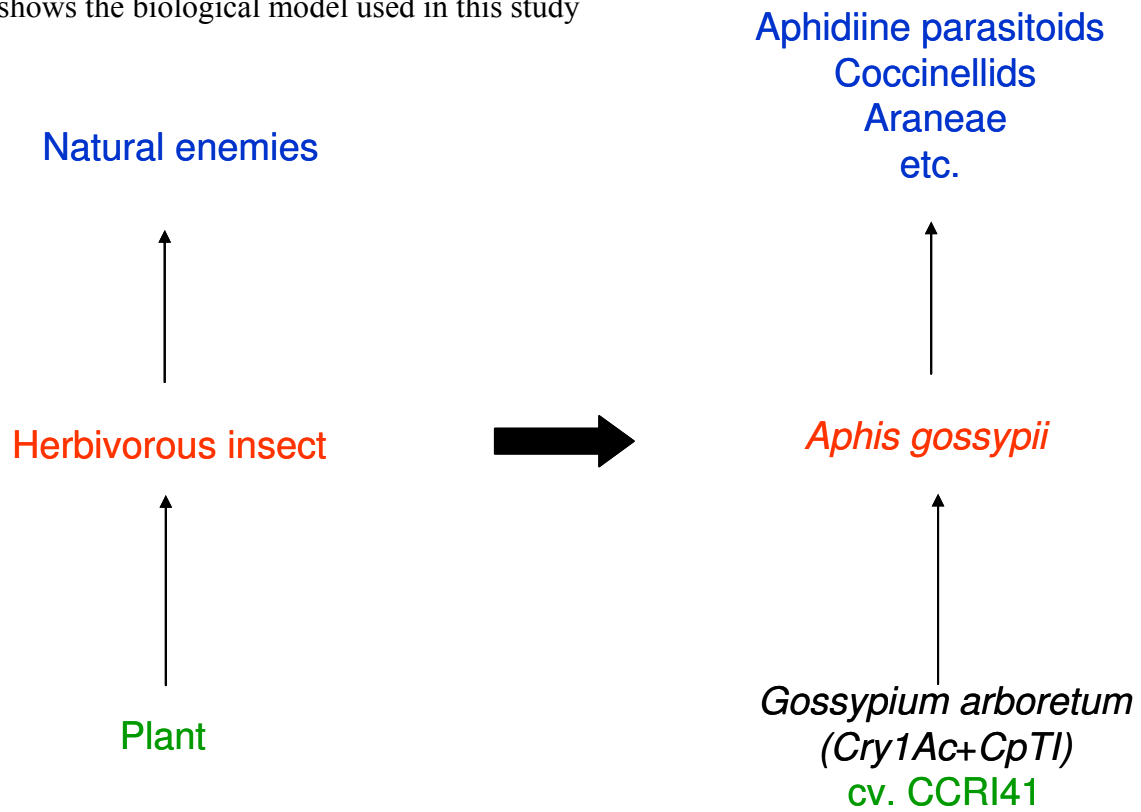 shows the biological model used in this study
Natural enemies
Herbivorous insect
Plant
Aphidiine parasitoids
Coccinellids
Araneae
etc.
Aphis gossypii
Gossypium arboretum
(Cry1Ac+CpTI)
cv. CCRI41